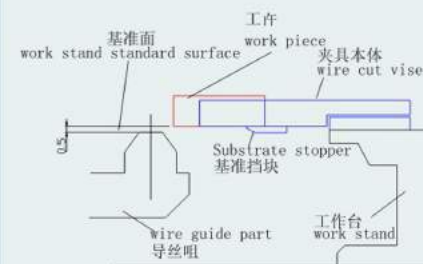 工件
work piece
基准面
work stand standard surface
夹具本体
wire cut vise
0.5
Substrate stopper
基准挡块
wire guide part
导丝咀
工作台
work stand